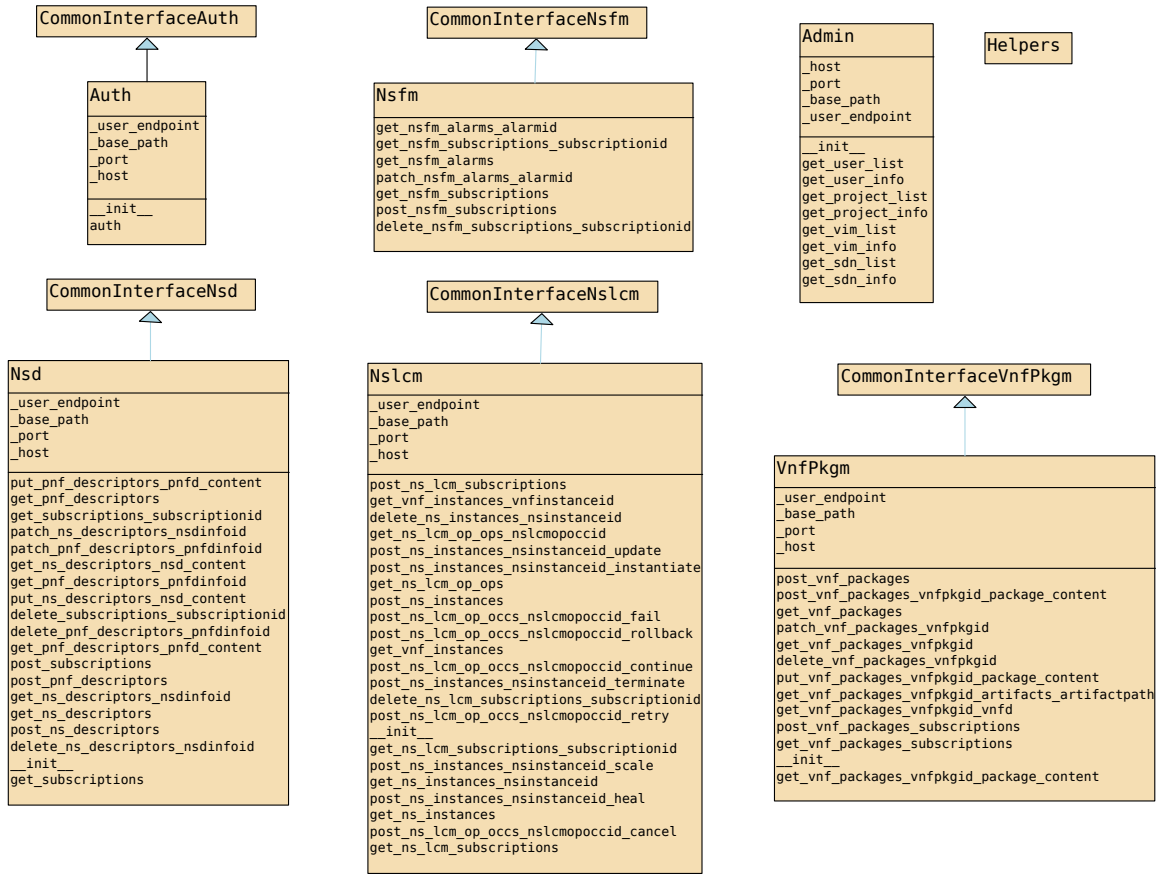 CommonInterfaceAuth
Auth
_user_endpoint
_base_path
_port
_host
__init__
auth
CommonInterfaceNsfm
Nsfm
get_nsfm_alarms_alarmid
get_nsfm_subscriptions_subscriptionid
get_nsfm_alarms
patch_nsfm_alarms_alarmid
get_nsfm_subscriptions
post_nsfm_subscriptions
delete_nsfm_subscriptions_subscriptionid
Admin
_host
_port
_base_path
_user_endpoint
__init__
get_user_list
get_user_info
get_project_list
get_project_info
get_vim_list
get_vim_info
get_sdn_list
get_sdn_info
Helpers
CommonInterfaceNsd
Nsd
_user_endpoint
_base_path
_port
_host
put_pnf_descriptors_pnfd_content
get_pnf_descriptors
get_subscriptions_subscriptionid
patch_ns_descriptors_nsdinfoid
patch_pnf_descriptors_pnfdinfoid
get_ns_descriptors_nsd_content
get_pnf_descriptors_pnfdinfoid
put_ns_descriptors_nsd_content
delete_subscriptions_subscriptionid
delete_pnf_descriptors_pnfdinfoid
get_pnf_descriptors_pnfd_content
post_subscriptions
post_pnf_descriptors
get_ns_descriptors_nsdinfoid
get_ns_descriptors
post_ns_descriptors
delete_ns_descriptors_nsdinfoid
__init__
get_subscriptions
CommonInterfaceNslcm
Nslcm
_user_endpoint
_base_path
_port
_host
post_ns_lcm_subscriptions
get_vnf_instances_vnfinstanceid
delete_ns_instances_nsinstanceid
get_ns_lcm_op_ops_nslcmopoccid
post_ns_instances_nsinstanceid_update
post_ns_instances_nsinstanceid_instantiate
get_ns_lcm_op_ops
post_ns_instances
post_ns_lcm_op_occs_nslcmopoccid_fail
post_ns_lcm_op_occs_nslcmopoccid_rollback
get_vnf_instances
post_ns_lcm_op_occs_nslcmopoccid_continue
post_ns_instances_nsinstanceid_terminate
delete_ns_lcm_subscriptions_subscriptionid
post_ns_lcm_op_occs_nslcmopoccid_retry
__init__
get_ns_lcm_subscriptions_subscriptionid
post_ns_instances_nsinstanceid_scale
get_ns_instances_nsinstanceid
post_ns_instances_nsinstanceid_heal
get_ns_instances
post_ns_lcm_op_occs_nslcmopoccid_cancel
get_ns_lcm_subscriptions
CommonInterfaceVnfPkgm
VnfPkgm
_user_endpoint
_base_path
_port
_host
post_vnf_packages
post_vnf_packages_vnfpkgid_package_content
get_vnf_packages
patch_vnf_packages_vnfpkgid
get_vnf_packages_vnfpkgid
delete_vnf_packages_vnfpkgid
put_vnf_packages_vnfpkgid_package_content
get_vnf_packages_vnfpkgid_artifacts_artifactpath
get_vnf_packages_vnfpkgid_vnfd
post_vnf_packages_subscriptions
get_vnf_packages_subscriptions
__init__
get_vnf_packages_vnfpkgid_package_content